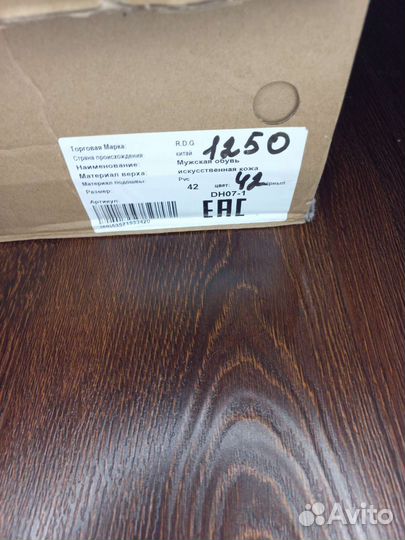 Торговая Марка: R.D.G 1250
Страна происхождения: китай
Наименование: Мужская обувь
Материал верха: искусственная кожа
Материал подошвы: Рус
Размер: 42 цвет: 42
Артикул: DH07-1
EAC
Avito